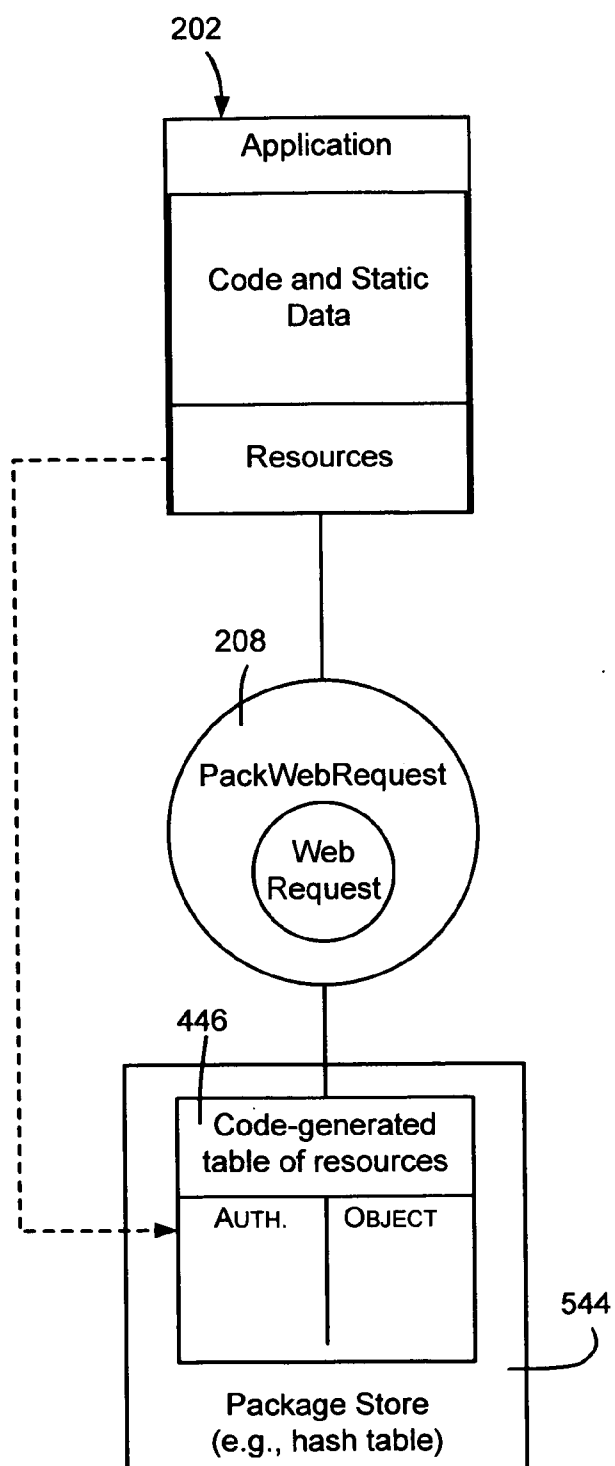 202
Application
Code and Static
Data
Resources
208
PackWebRequest
Web
Request
446
Code-generated
table of resources
AUTH.
OBJECT
544
Package Store
(e.g., hash table)